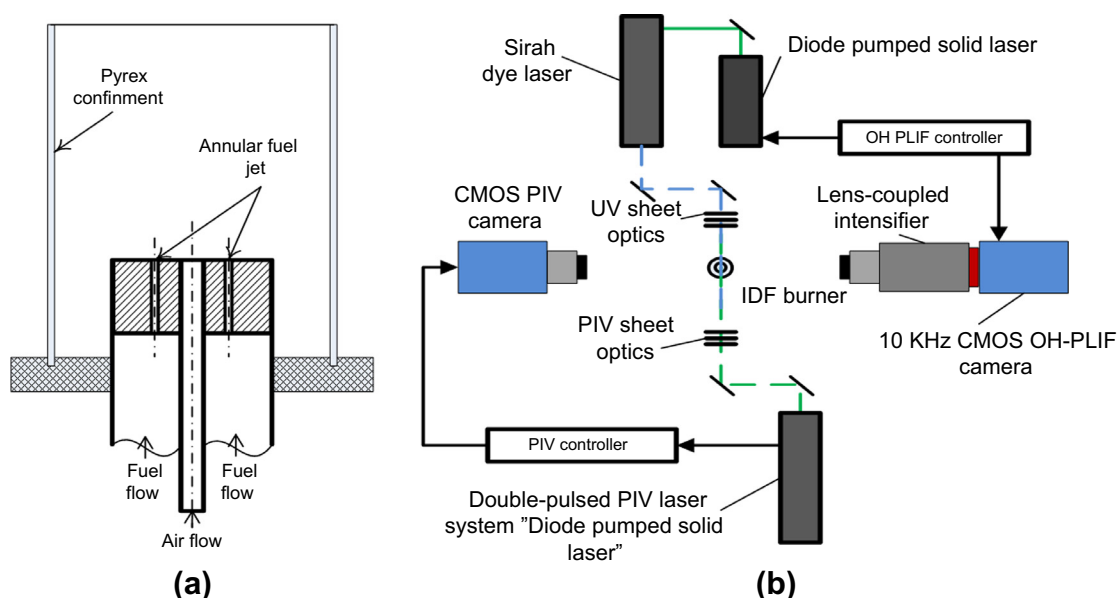 Pyrex
confinment
Annular fuel
jet
Fuel
flow
Fuel
flow
Air flow
(a)
Sirah
dye laser
Diode pumped solid
laser
OH PLIF controller
CMOS PIV
camera
UV sheet
optics
Lens-coupled
intensifier
IDF burner
PIV sheet
optics
10 KHz CMOS OH-PLIF
camera
PIV controller
Double-pulsed PIV laser
system ”Diode pumped solid
laser”
(b)